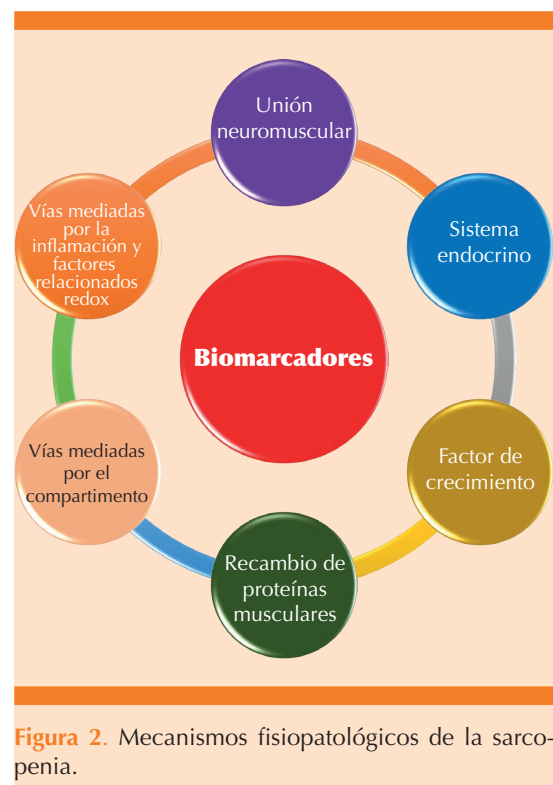 Unión
neuromuscular
Sistema
endocrino
Factor de
crecimiento
Recambio de
proteínas
musculares
Vías mediadas
por el
compartimento
Vías mediadas
por la
inflamación y
factores
relacionados
redox
Biomarcadores
Figura 2. Mecanismos fisiopatológicos de la sarco-
penia.